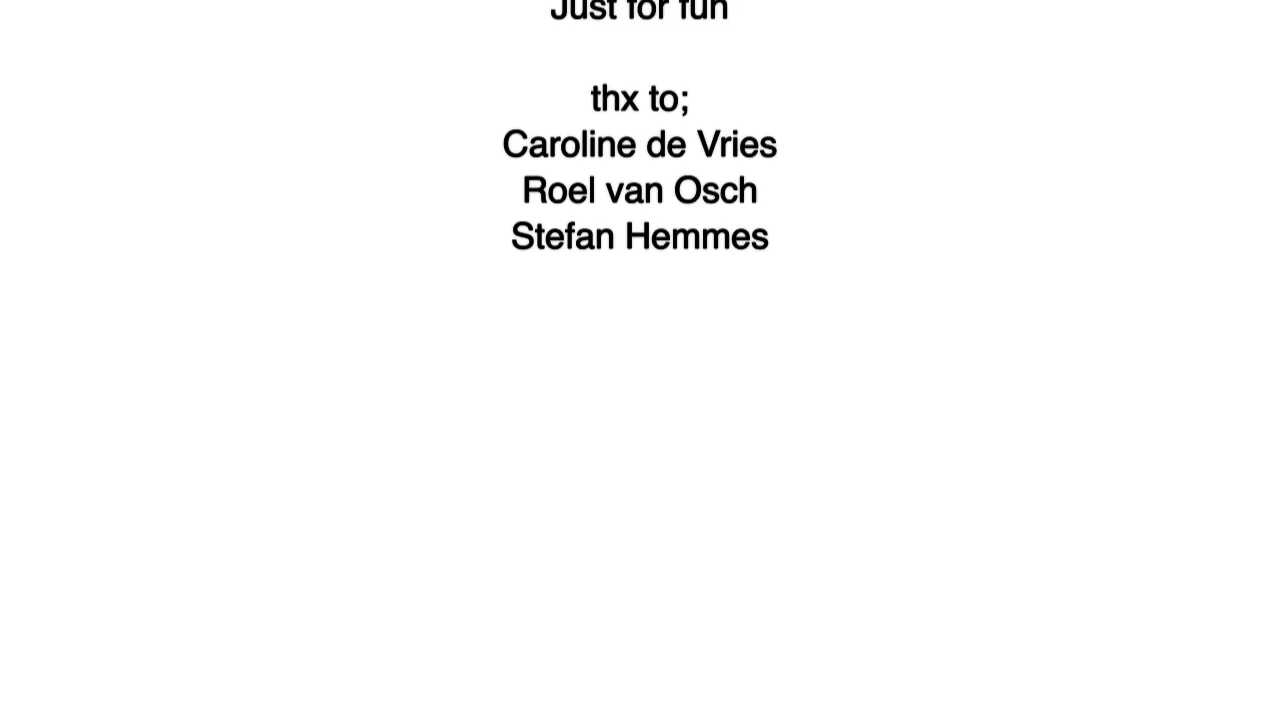 Just for fun
thx to;
Caroline de Vries
Roel van Osch
Stefan Hemmes